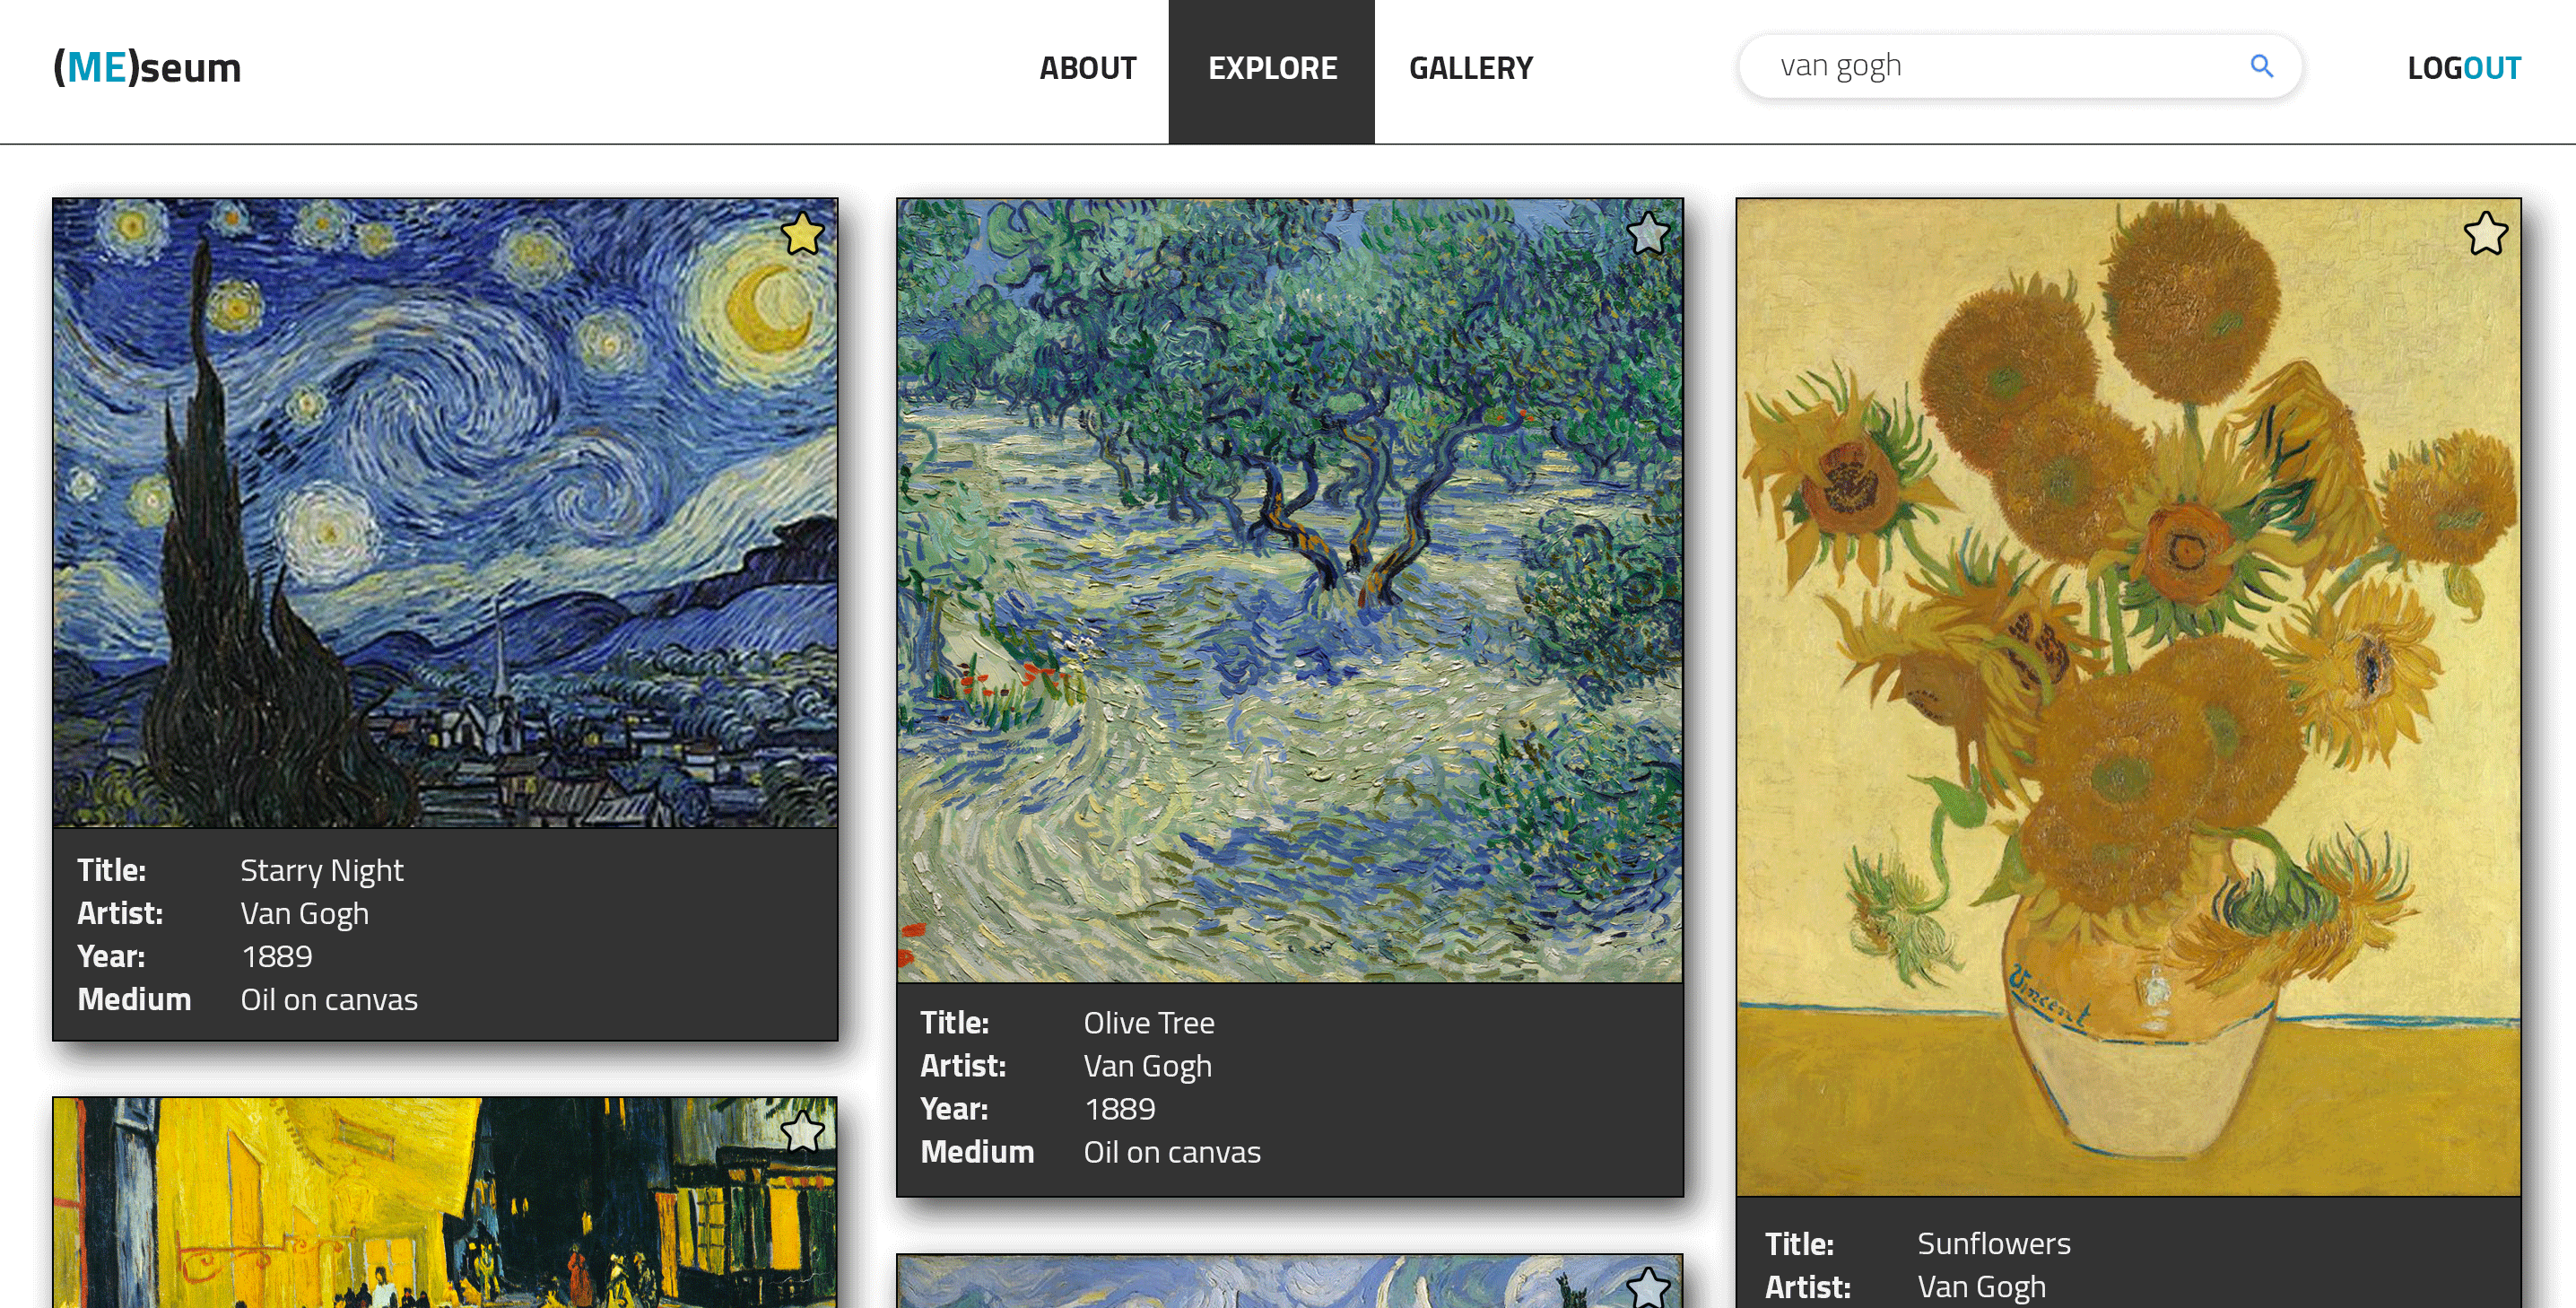 (ME)seum
ABOUT
EXPLORE
GALLERY
van gogh
LOGOUT
Title: Starry Night
Artist: Van Gogh
Year: 1889
Medium Oil on canvas
Title: Olive Tree
Artist: Van Gogh
Year: 1889
Medium Oil on canvas
Vincent
Title: Sunflowers
Artist: Van Gogh